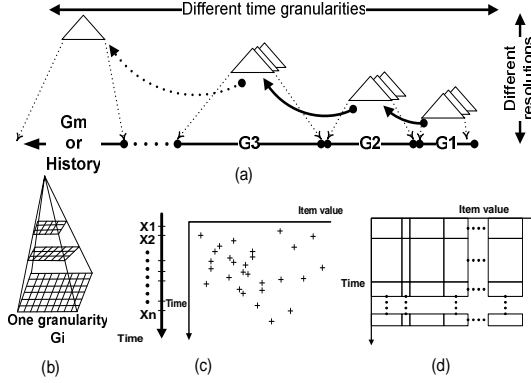 Different time granularities
Different
resolutions
Gm
or
History
G3
G2
G1
(a)
One granularity
Gi
(b)
X1
X2
Xn
Time
Item value
Time
(c)
Item value
Time
(d)